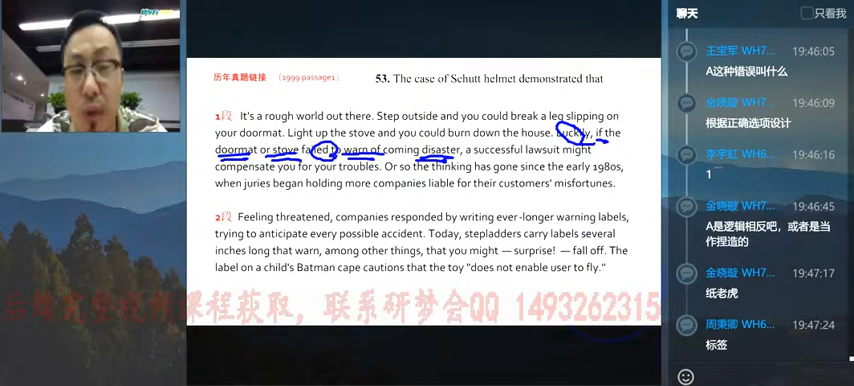 历年真题链接 （1999 passage1）
53. The case of Schutt helmet demonstrated that
1段 It's a rough world out there. Step outside and you could break a leg slipping on
your doormat. Light up the stove and you could burn down the house. Luckily, if the
doormat or stove failed to warn of coming disaster, a successful lawsuit might
compensate you for your troubles. Or so the thinking has gone since the early 1980s,
when juries began holding more companies liable for their customers' misfortunes.
2段 Feeling threatened, companies responded by writing ever-longer warning labels,
trying to anticipate every possible accident. Today, stepladders carry labels several
inches long that warn, among other things, that you might — surprise! — fall off. The
label on a child's Batman cape cautions that the toy "does not enable user to fly."
课程获取，联系研梦会QQ 1493262315
聊天
只看我
王宝军 WH7... 19:46:05
A这种错误叫什么
金晓璇 WH7... 19:46:09
根据正确选项设计
李宇虹 WH6... 19:46:16
1
金晓璇 WH7... 19:46:45
A是逻辑相反吧，或者是当
作捏造的
金晓璇 WH7... 19:47:17
纸老虎
周秉卿 WH6... 19:47:24
标签